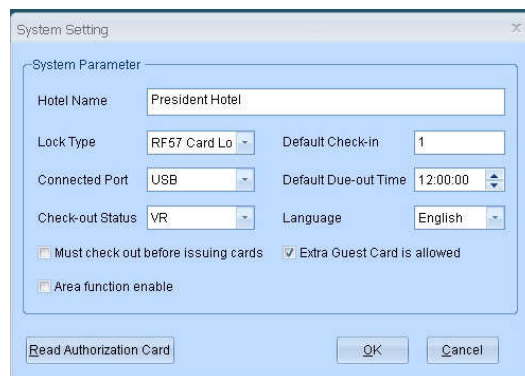 System Setting
System Parameter
Hotel Name President Hotel
Lock Type RF57 Card Lo Default Check-in 1
Connected Port USB Default Due-out Time 12:00:00
Check-out Status VR Language English
Must check out before issuing cards Extra Guest Card is allowed
Area function enable
Read Authorization Card OK Cancel